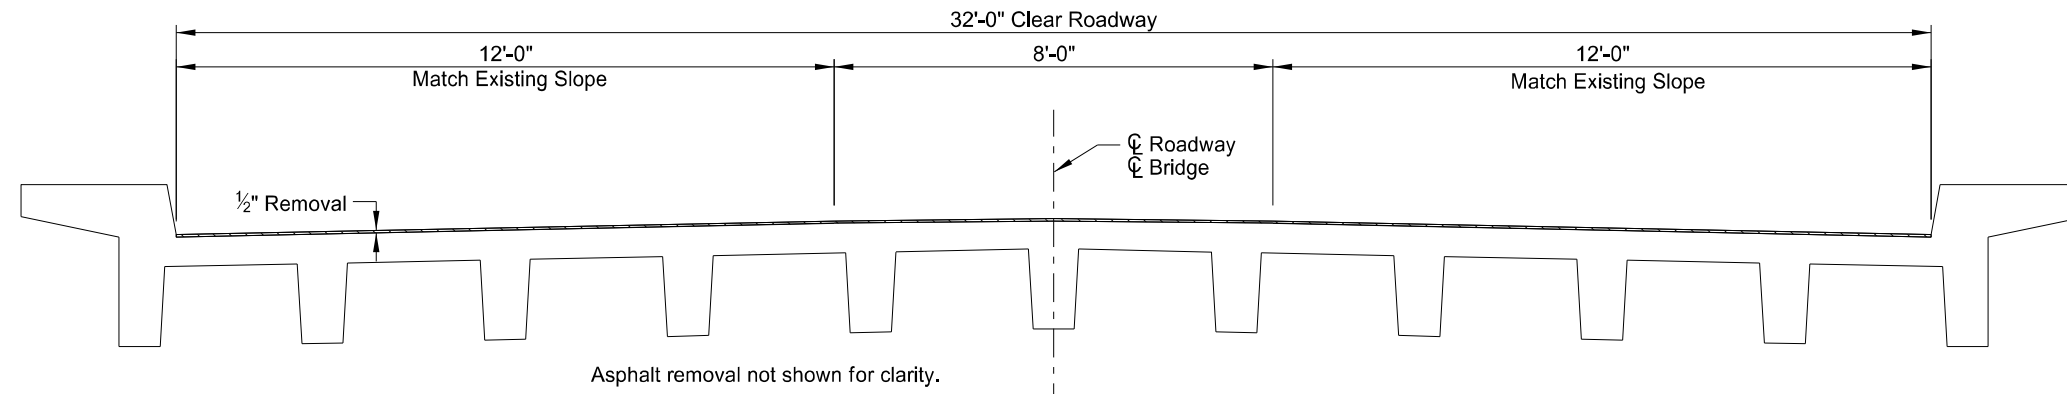 32'-0" Clear Roadway
12'-0"
8'-0"
12'-0"
Match Existing Slope
Match Existing Slope
℄ Roadway
℄ Bridge
½" Removal
Asphalt removal not shown for clarity.